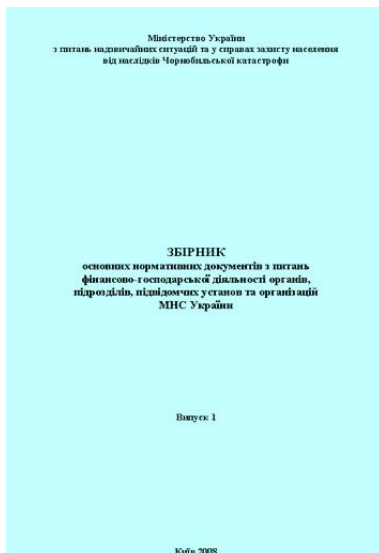 Міністерство України
з питань надзвичайних ситуацій та у справах захисту населення
від наслідків Чорнобильської катастрофи
ЗБІРНИК
основних нормативних документів з питань
фінансово-господарської діяльності органів,
підрозділів, підвідомчих установ та організацій
МНС України
Випуск 1
Київ 2008